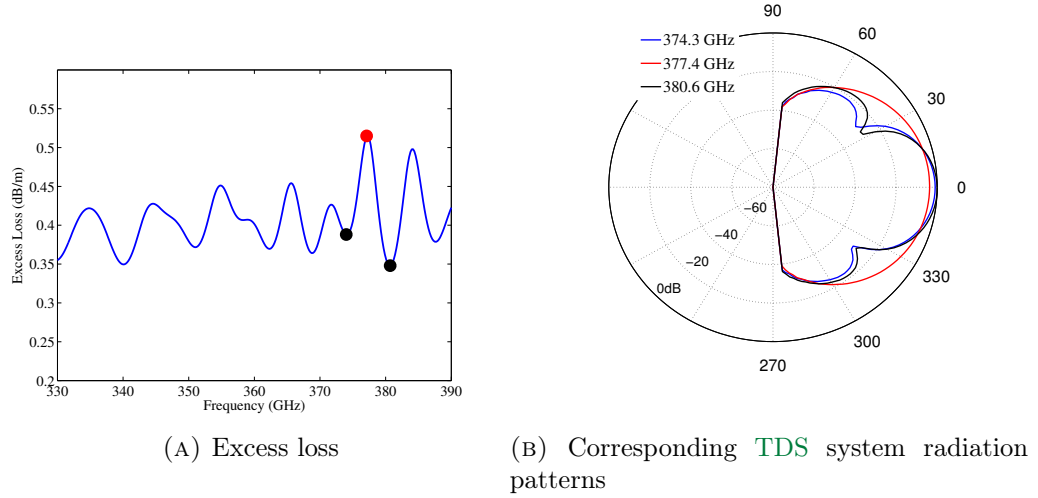 Excess Loss (dB/m)
0.55
0.5
0.45
0.4
0.35
0.3
0.25
0.2
330 340 350 360 370 380 390
Frequency (GHz)
(A) Excess loss
374.3 GHz
377.4 GHz
380.6 GHz
90
60
30
0
330
300
270
−60
−40
−20
0dB
(B) Corresponding TDS system radiation
patterns